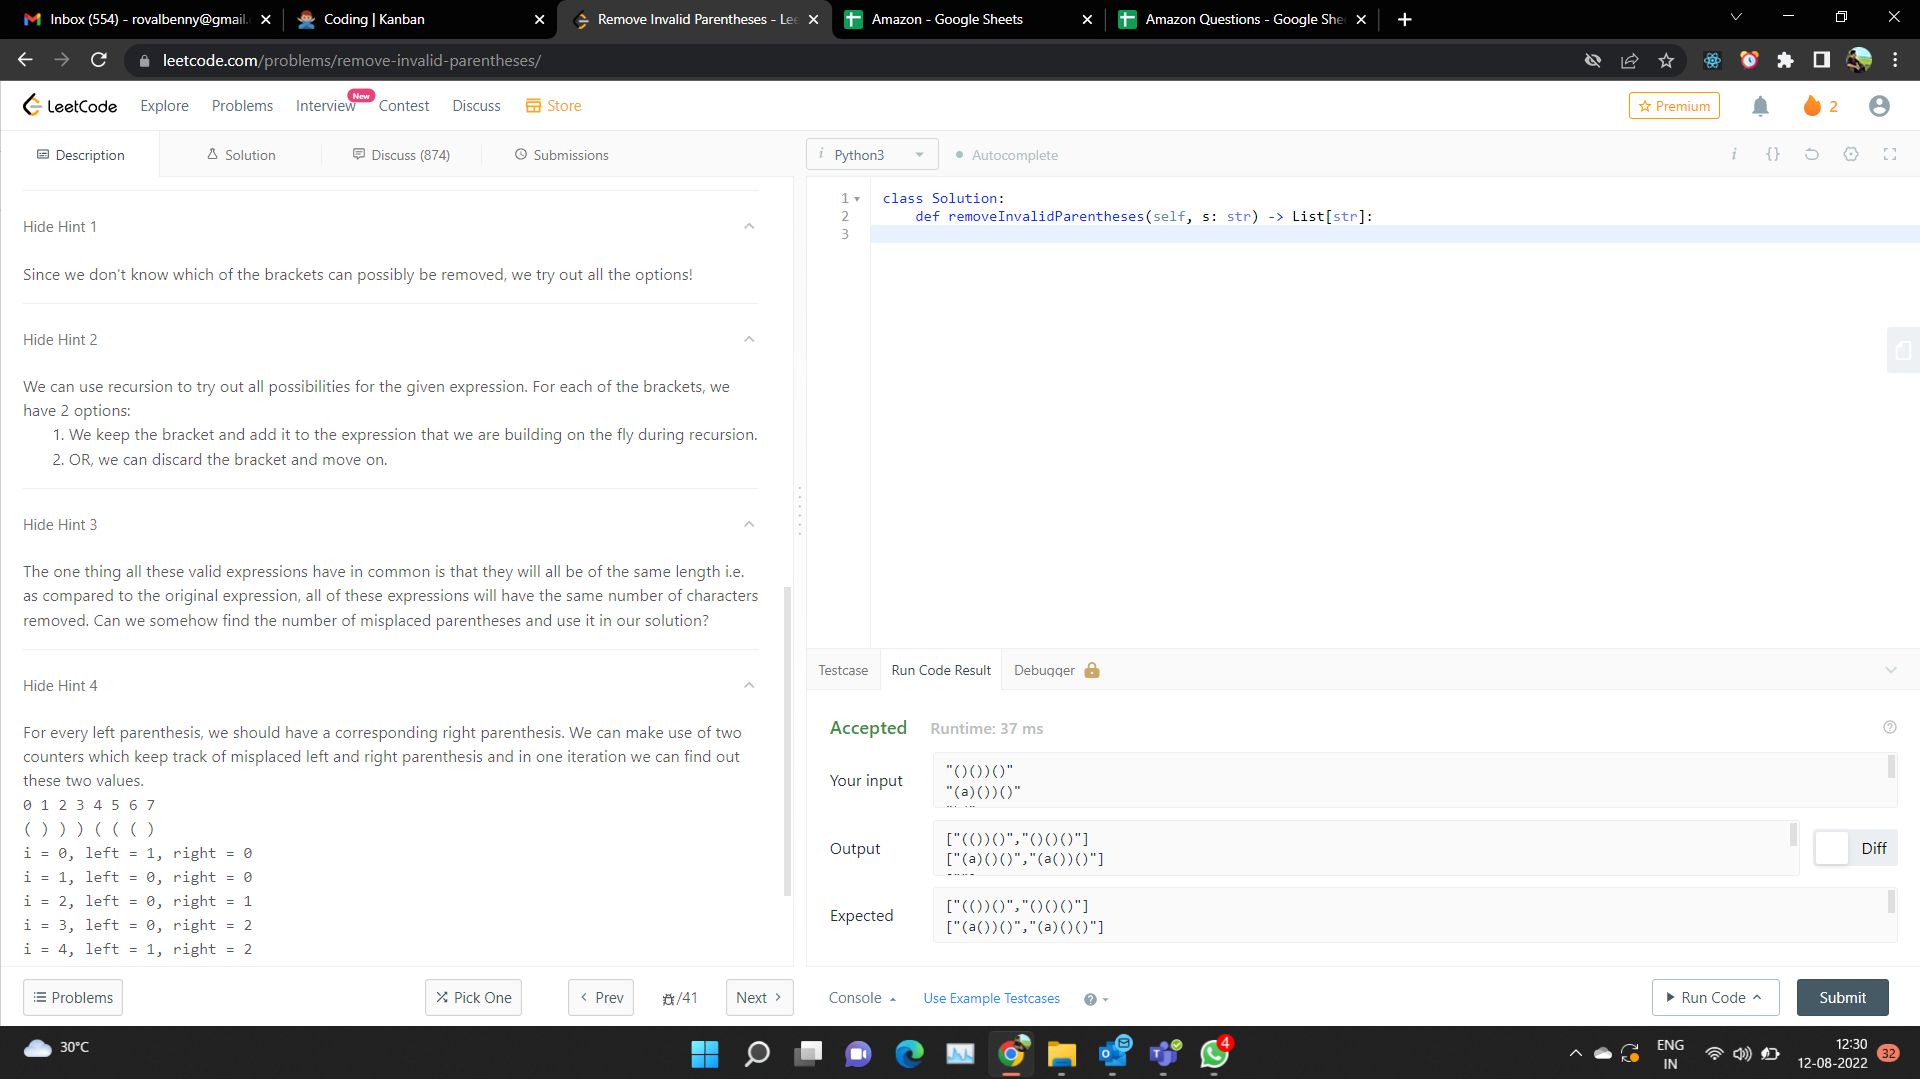 Inbox (554) - rovalbenny@gmail.
Coding | Kanban
Remove Invalid Parentheses - Lee
Amazon - Google Sheets
Amazon Questions - Google She
leetcode.com/problems/remove-invalid-parentheses/
LeetCode Explore Problems Interview New Contest Discuss Store
Premium 2
Description Solution Discuss (874) Submissions
Hide Hint 1
Since we don't know which of the brackets can possibly be removed, we try out all the options!
Hide Hint 2
We can use recursion to try out all possibilities for the given expression. For each of the brackets, we
have 2 options:
1. We keep the bracket and add it to the expression that we are building on the fly during recursion.
2. OR, we can discard the bracket and move on.
Hide Hint 3
The one thing all these valid expressions have in common is that they will all be of the same length i.e.
as compared to the original expression, all of these expressions will have the same number of characters
removed. Can we somehow find the number of misplaced parentheses and use it in our solution?
Hide Hint 4
For every left parenthesis, we should have a corresponding right parenthesis. We can make use of two
counters which keep track of misplaced left and right parenthesis and in one iteration we can find out
these two values.
0 1 2 3 4 5 6 7
( ) ) ) ( ( ( )
i = 0, left = 1, right = 0
i = 1, left = 0, right = 0
i = 2, left = 0, right = 1
i = 3, left = 0, right = 2
i = 4, left = 1, right = 2
Problems Pick One Prev /41 Next
i Python3 Autocomplete
i {}
1 class Solution:
2 def removeInvalidParentheses(self, s: str) -> List[str]:
3
Testcase Run Code Result Debugger
Accepted Runtime: 37 ms
Your input
"()())()"
"(a)())()"
Output
["(())()","()()()"]
["(a)()()","(a())()"]
Diff
Expected
["(())()","()()()"]
["(a())()","(a)()()"]
Console Use Example Testcases Run Code Submit
30°C
4
ENG
IN
12:30
12-08-2022
32